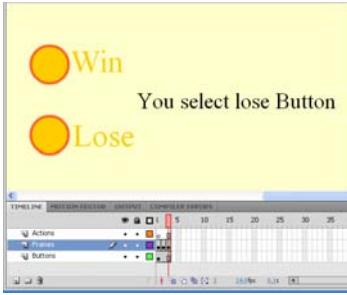 Win
You select lose Button
Lose
TIMELINE MOTION EDITOR OUTPUT COMPILER ERRORS
1 5 10 15 20 25 30 35
Actions
Frames
Buttons